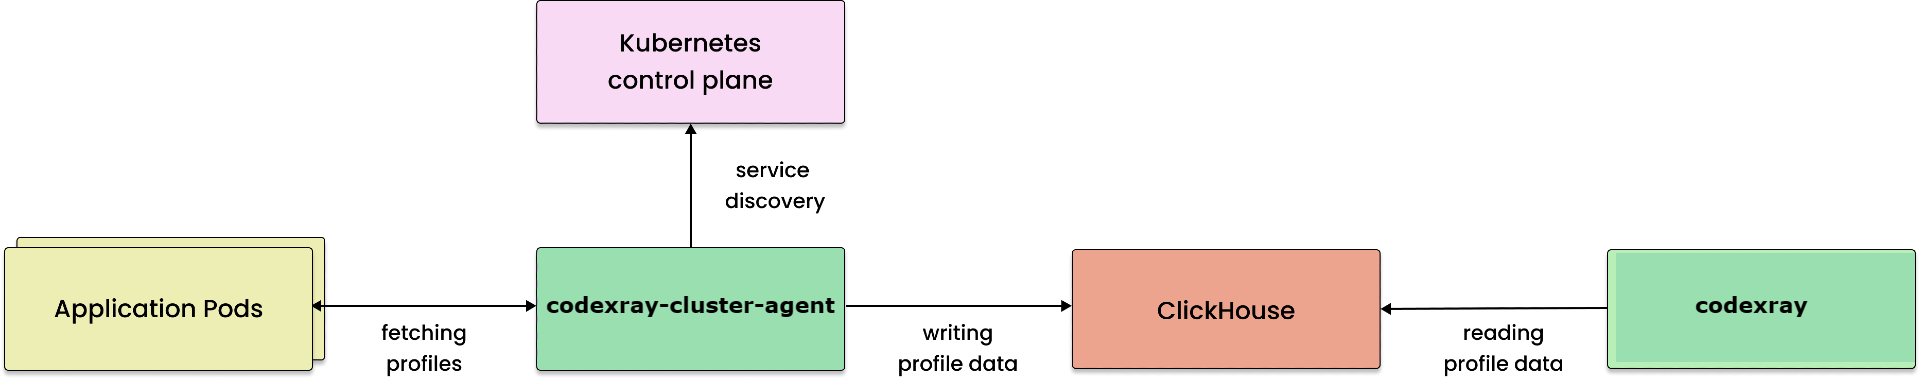 Kubernetes
control plane
service
discovery
Application Pods
fetching
profiles
codexray-cluster-agent
writing
profile data
ClickHouse
reading
profile data
codexray